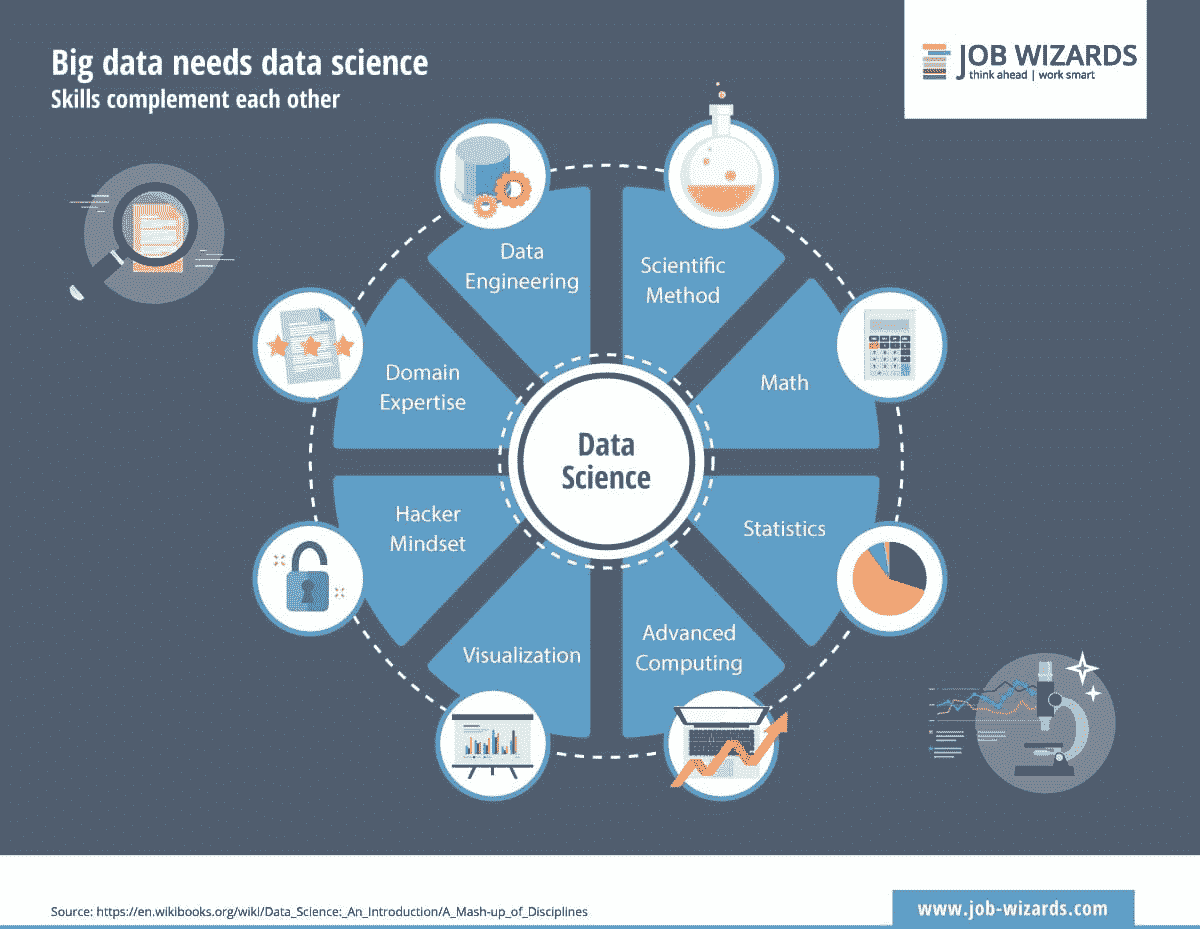 Big data needs data science
Skills complement each other
JOB WIZARDS
think ahead | work smart
Data
Engineering
Scientific
Method
Domain
Expertise
Math
Data
Science
Hacker
Mindset
Statistics
Visualization
Advanced
Computing
Source: https://en.wikibooks.org/wiki/Data_Science:_An_Introduction/A_Mash-up_of_Disciplines
www.job-wizards.com